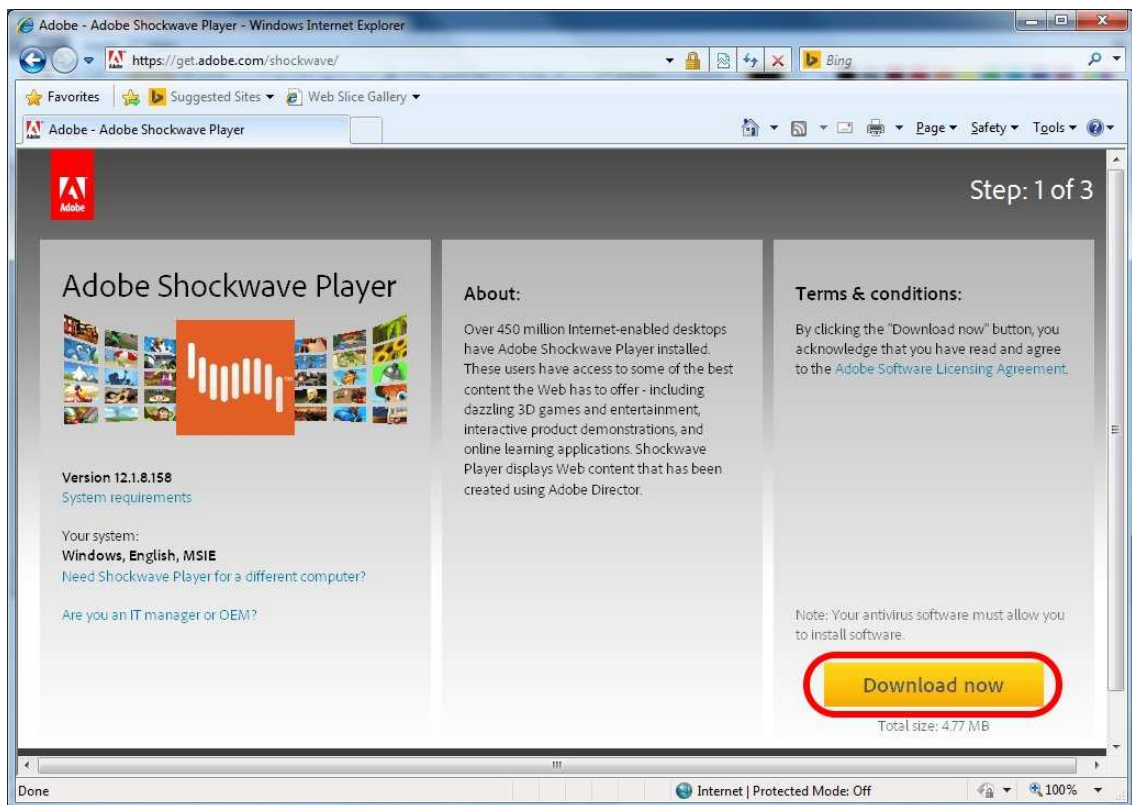 Adobe - Adobe Shockwave Player - Windows Internet Explorer
https://get.adobe.com/shockwave/
Bing
Favorites
Suggested Sites
Web Slice Gallery
Adobe - Adobe Shockwave Player
Page
Safety
Tools
Adobe
Step: 1 of 3
Adobe Shockwave Player
Version 12.1.8.158
System requirements
Your system:
Windows, English, MSIE
Need Shockwave Player for a different computer?
Are you an IT manager or OEM?
About:
Over 450 million Internet-enabled desktops
have Adobe Shockwave Player installed.
These users have access to some of the best
content the Web has to offer - including
dazzling 3D games and entertainment,
interactive product demonstrations, and
online learning applications. Shockwave
Player displays Web content that has been
created using Adobe Director.
Terms & conditions:
By clicking the "Download now" button, you
acknowledge that you have read and agree
to the Adobe Software Licensing Agreement.
Note: Your antivirus software must allow you
to install software.
Download now
Total size: 4.77 MB
Done
Internet | Protected Mode: Off
100%